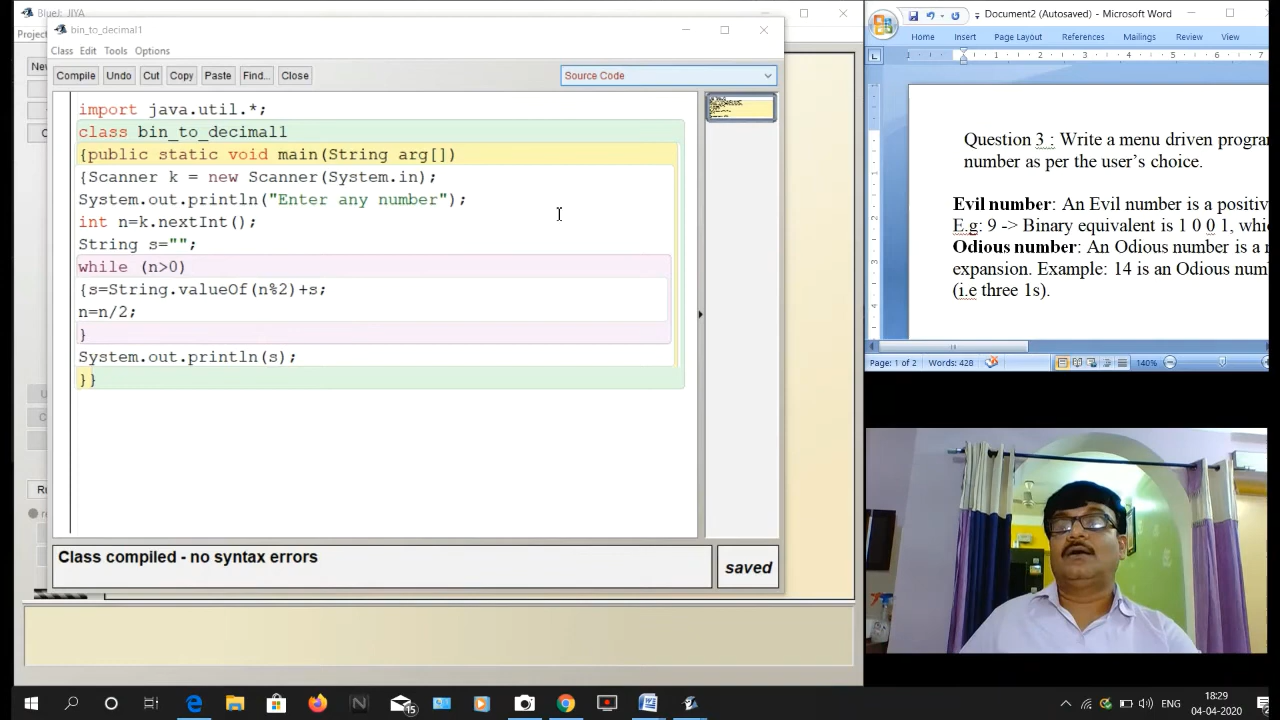 BlueJ: JIYA
bin_to_decimal1
Project
Class Edit Tools Options
Compile Undo Cut Copy Paste Find... Close
Source Code
import java.util.*;
class bin_to_decimal1
{public static void main(String arg[])
{Scanner k = new Scanner(System.in);
System.out.println("Enter any number");
int n=k.nextInt();
String s="";
while (n>0)
{s=String.valueOf(n%2)+s;
n=n/2;
}
System.out.println(s);
}}
Class compiled - no syntax errors
saved
Document2 (Autosaved) - Microsoft Word
Home Insert Page Layout References Mailings Review View
Question 3 : Write a menu driven progra
number as per the user's choice.
Evil number: An Evil number is a positiv
E.g: 9 -> Binary equivalent is 1 0 0 1, whic
Odious number: An Odious number is a n
expansion. Example: 14 is an Odious num
(i.e three 1s).
Page: 1 of 2 Words: 428 140%
15
ENG
18:29
04-04-2020